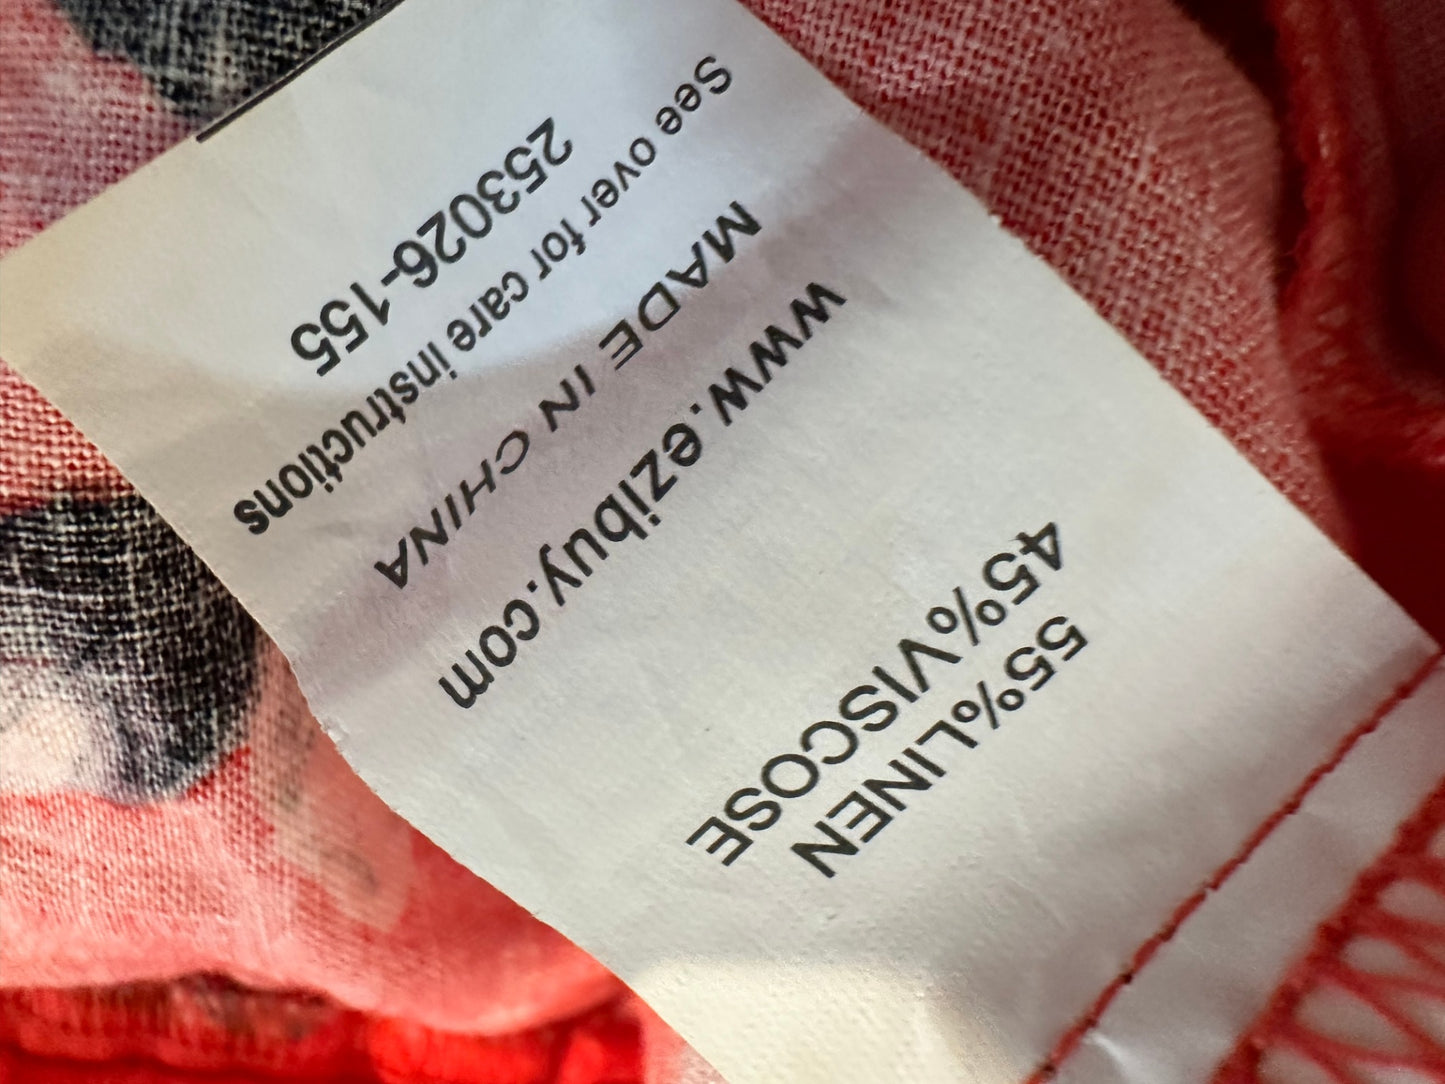 55%LINEN
45%VISCOSE
www.ezibuy.com
MADE IN CHINA
See over for care instructions
253026-155